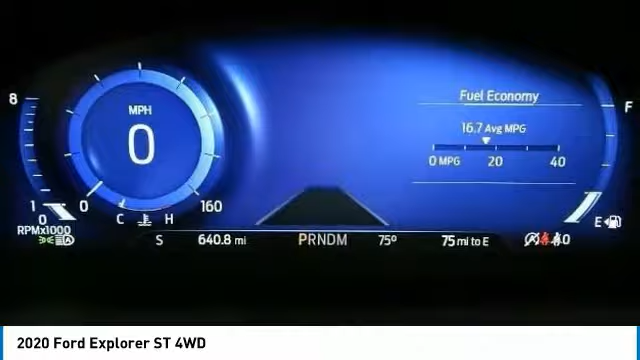 8
MPH
0
Fuel Economy
16.7 Avg MPG
0 MPG 20 40
F
1
0
RPMx1000
0 160
C H
E
S 640.8 mi PRNDM 75° 75 mi to E
2020 Ford Explorer ST 4WD